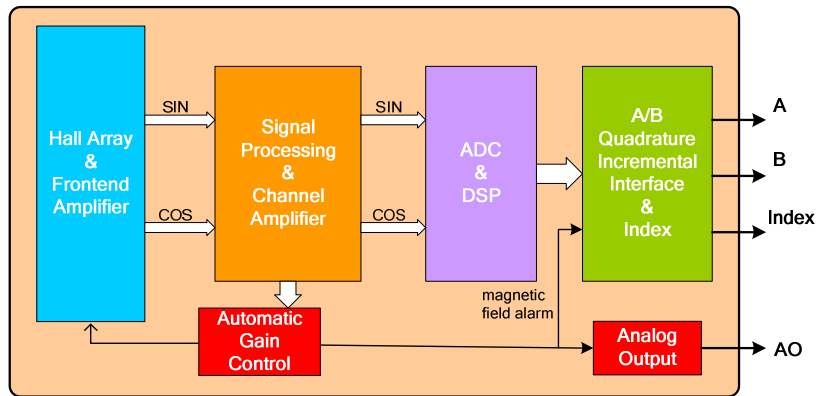 Hall Array
&
Frontend
Amplifier
SIN
COS
Signal
Processing
&
Channel
Amplifier
SIN
COS
ADC
&
DSP
A/B
Quadrature
Incremental
Interface
&
Index
A
B
Index
magnetic
field alarm
Automatic
Gain
Control
Analog
Output
AO